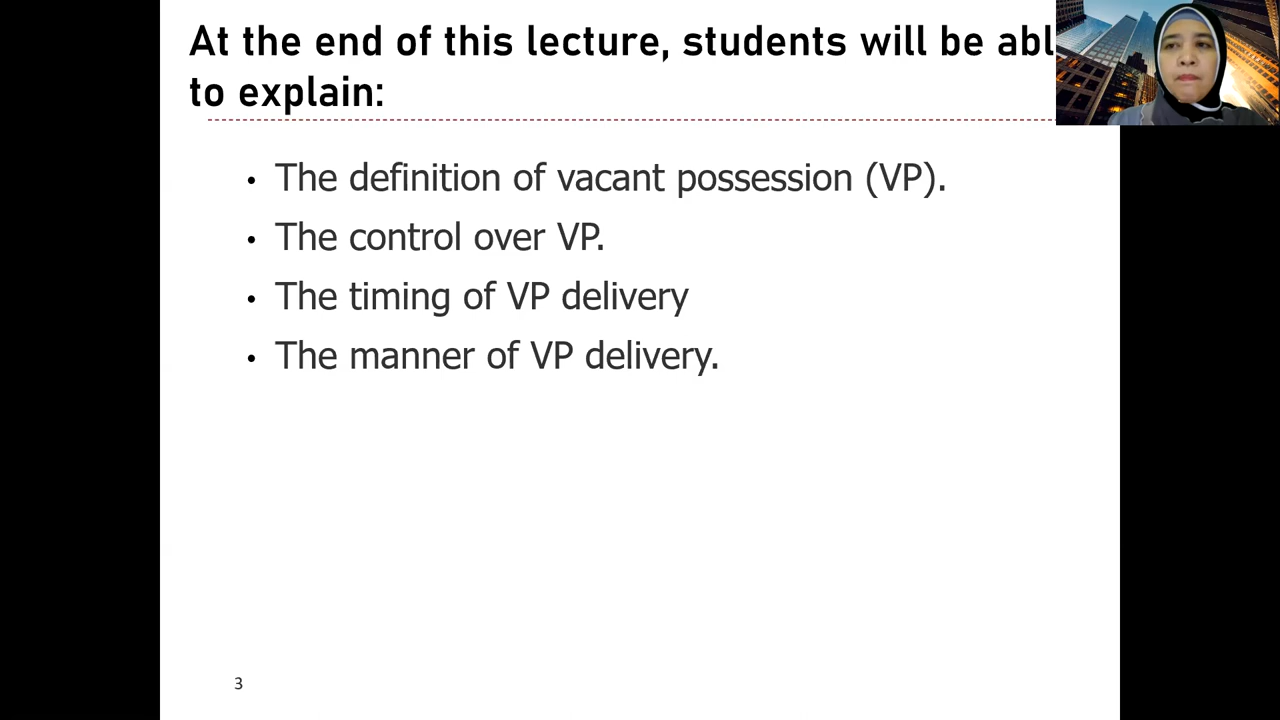 At the end of this lecture, students will be abl
to explain:
• The definition of vacant possession (VP).
• The control over VP.
• The timing of VP delivery
• The manner of VP delivery.
3